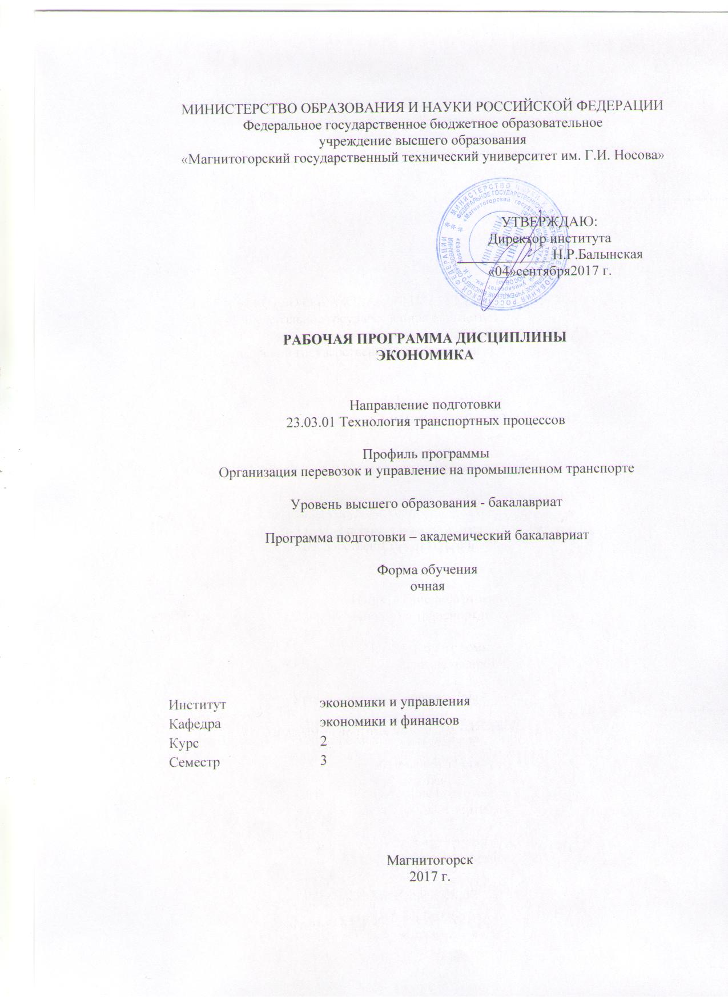 МИНИСТЕРСТВО ОБРАЗОВАНИЯ И НАУКИ РОССИЙСКОЙ ФЕДЕРАЦИИ
Федеральное государственное бюджетное образовательное
учреждение высшего образования
«Магнитогорский государственный технический университет им. Г.И. Носова»
УТВЕРЖДАЮ:
Директор института
Н.Р.Балынская
«04»сентября2017 г.
РАБОЧАЯ ПРОГРАММА ДИСЦИПЛИНЫ
ЭКОНОМИКА
Направление подготовки
23.03.01 Технология транспортных процессов
Профиль программы
Организация перевозок и управление на промышленном транспорте
Уровень высшего образования - бакалавриат
Программа подготовки – академический бакалавриат
Форма обучения
очная
Институт экономики и управления
Кафедра экономики и финансов
Курс 2
Семестр 3
Магнитогорск
2017 г.